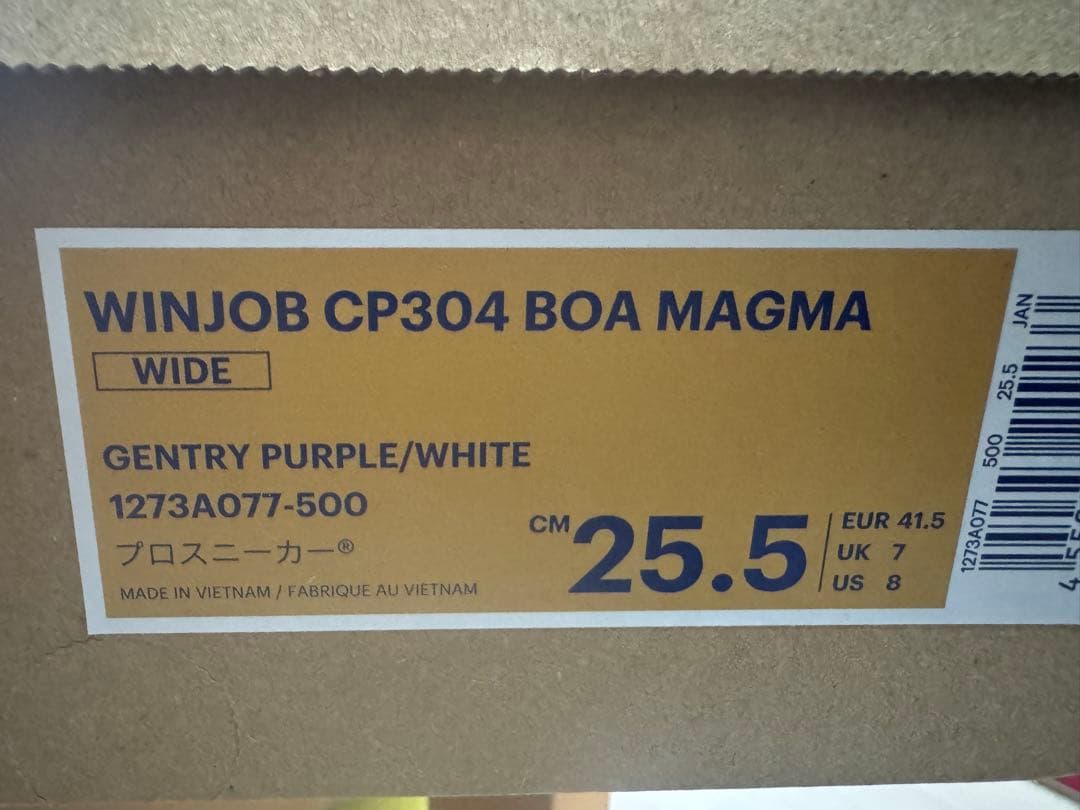 WINJOB CP304 BOA MAGMA
WIDE
GENTRY PURPLE/WHITE
1273A077-500
プロスニーカー®
MADE IN VIETNAM / FABRIQUE AU VIETNAM
CM 25.5
EUR 41.5
UK 7
US 8
1273A077 500 25.5 JAN